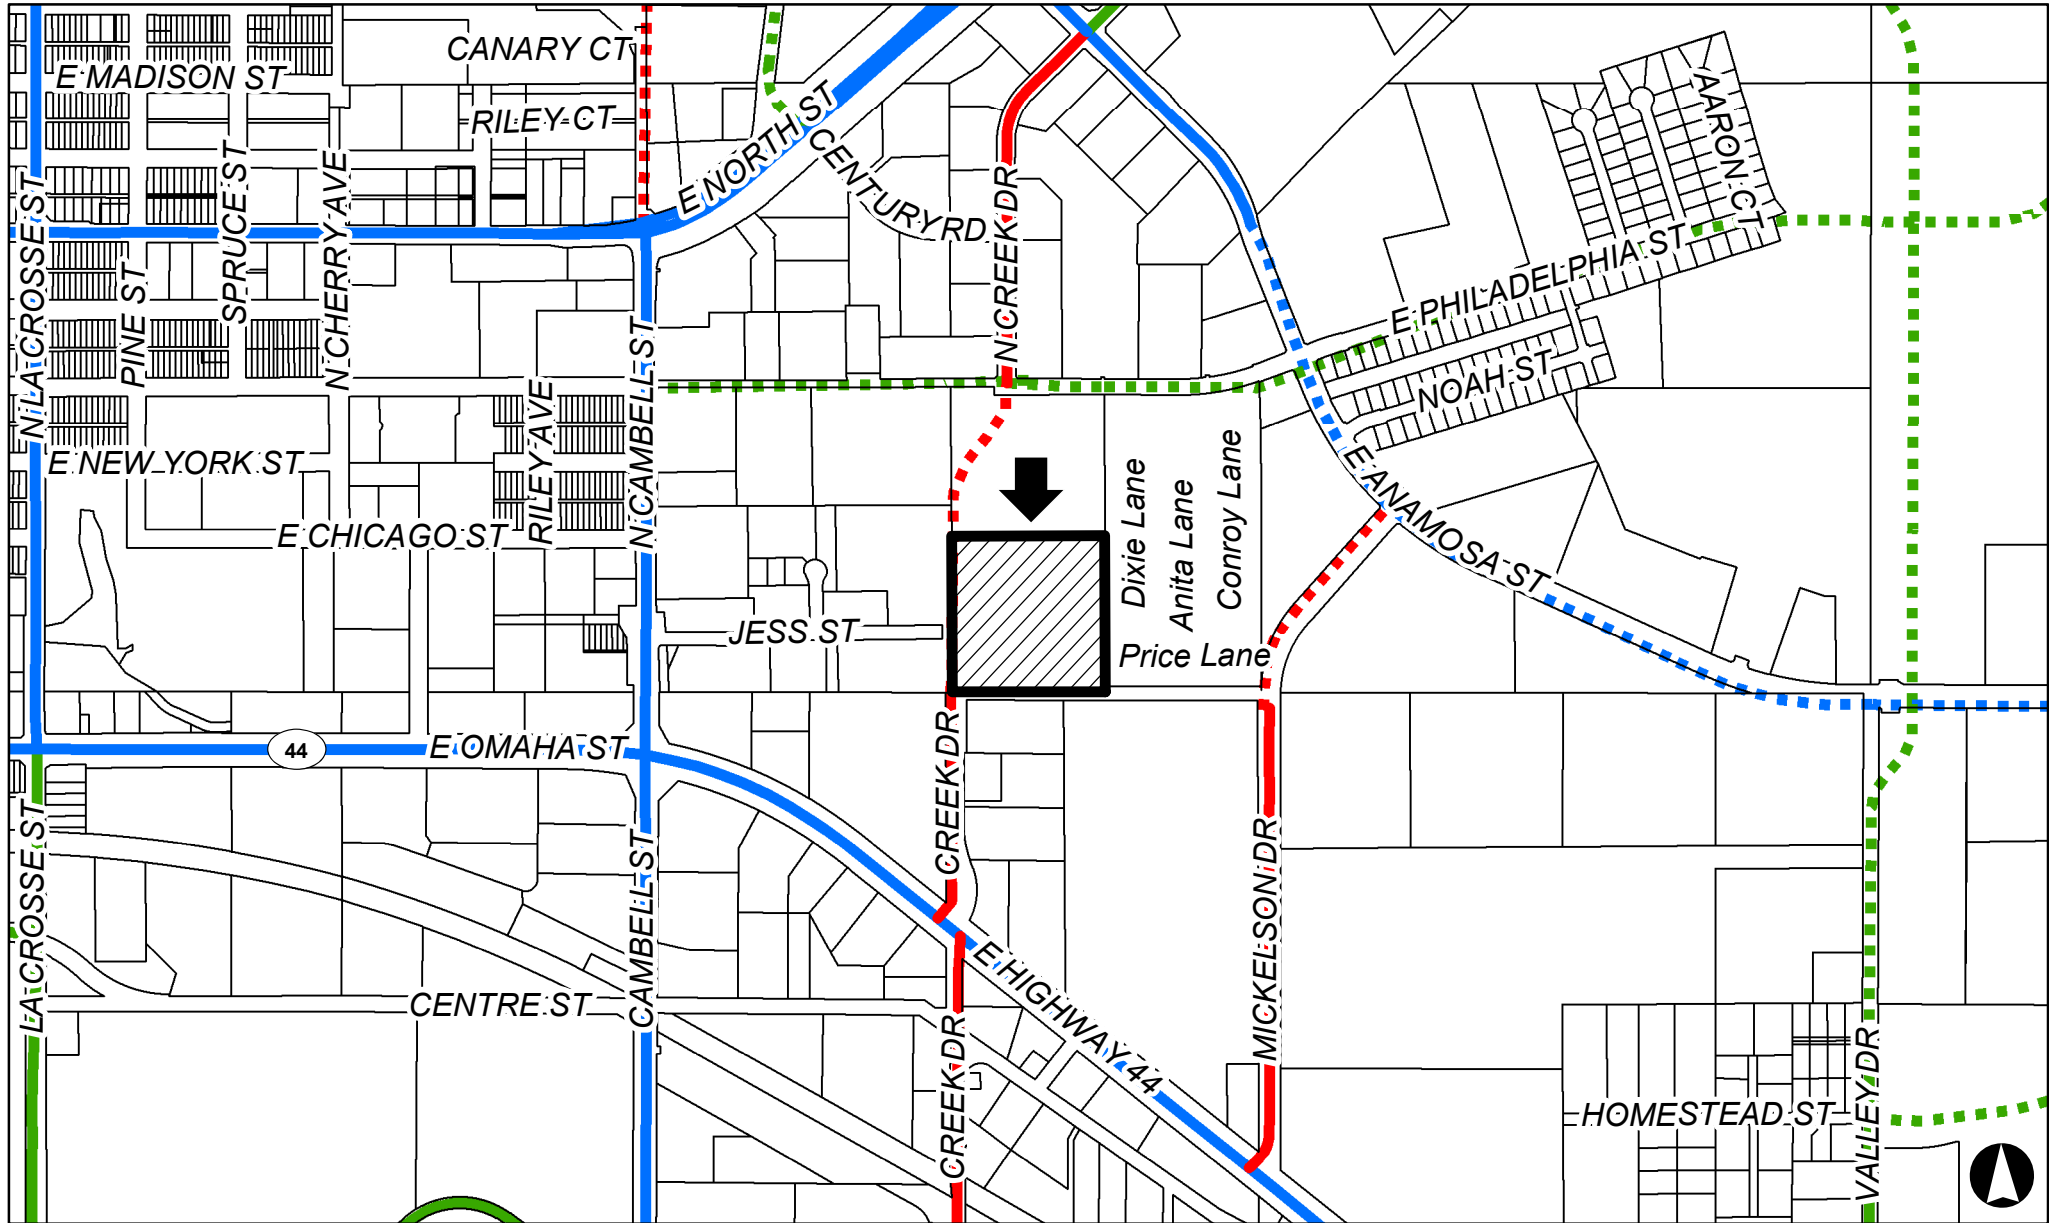 CANARY CT
E MADISON ST
RILEY CT
E NORTH ST
CENTURY RD
AARON CT
N LA CROSSE ST
PINE ST
SPRUCE ST
N CHERRY AVE
N CREEK DR
E PHILADELPHIA ST
NOAH ST
RILEY AVE
N CAMBELL ST
E NEW YORK ST
E CHICAGO ST
Dixie Lane
Anita Lane
Conroy Lane
E ANAMOSA ST
JESS ST
Price Lane
44
E OMAHA ST
CREEK DR
LA CROSSE ST
CAMBELL ST
MICKELSON DR
CENTRE ST
E HIGHWAY 44
CREEK DR
HOMESTEAD ST
VALLEY DR